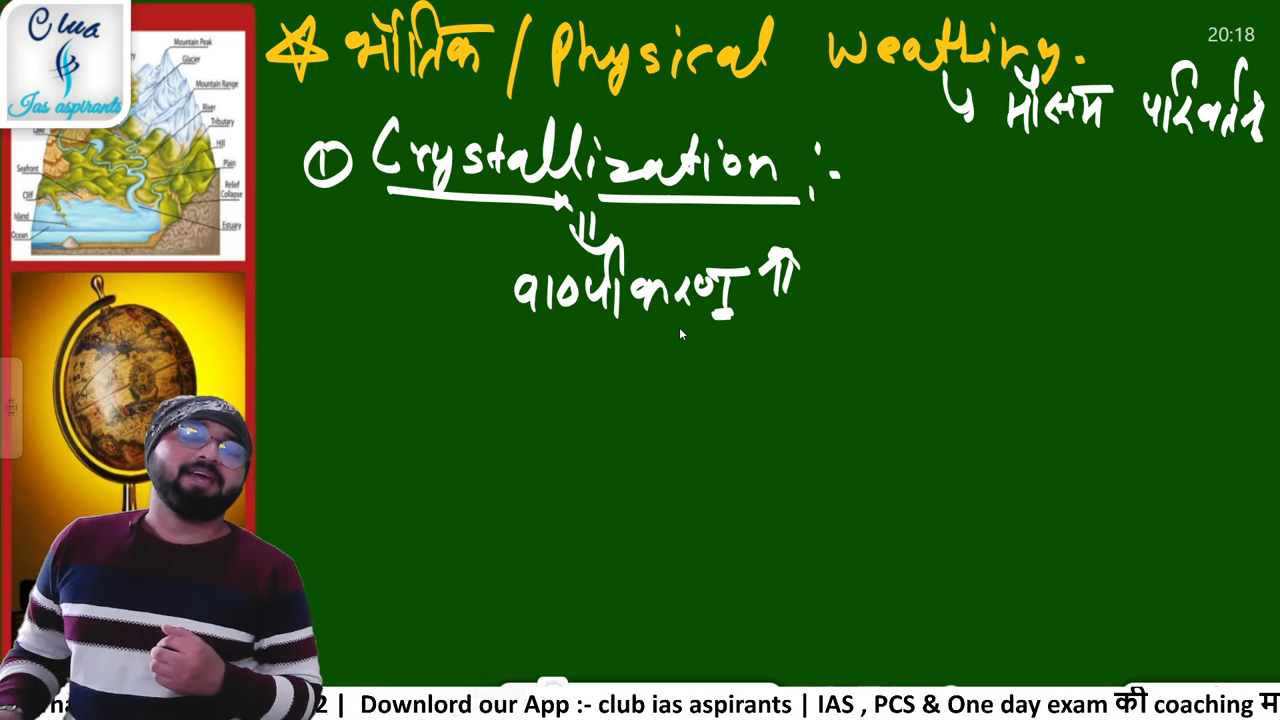 Clua
Ias aspirants
Mountain Peak
Glacier
Mountain Range
River
Tributary
Lake
Hill
Plain
Seafront
Relief
Collapse
Cliff
Island
Estuary
Ocean
20:18
भौतिक / Physical weathiry.
↳ मौसम परिवर्तन
① Crystallization :-
वाष्पीकरण ⇑
2 | Downlord our App :- club ias aspirants | IAS , PCS & One day exam की coaching म